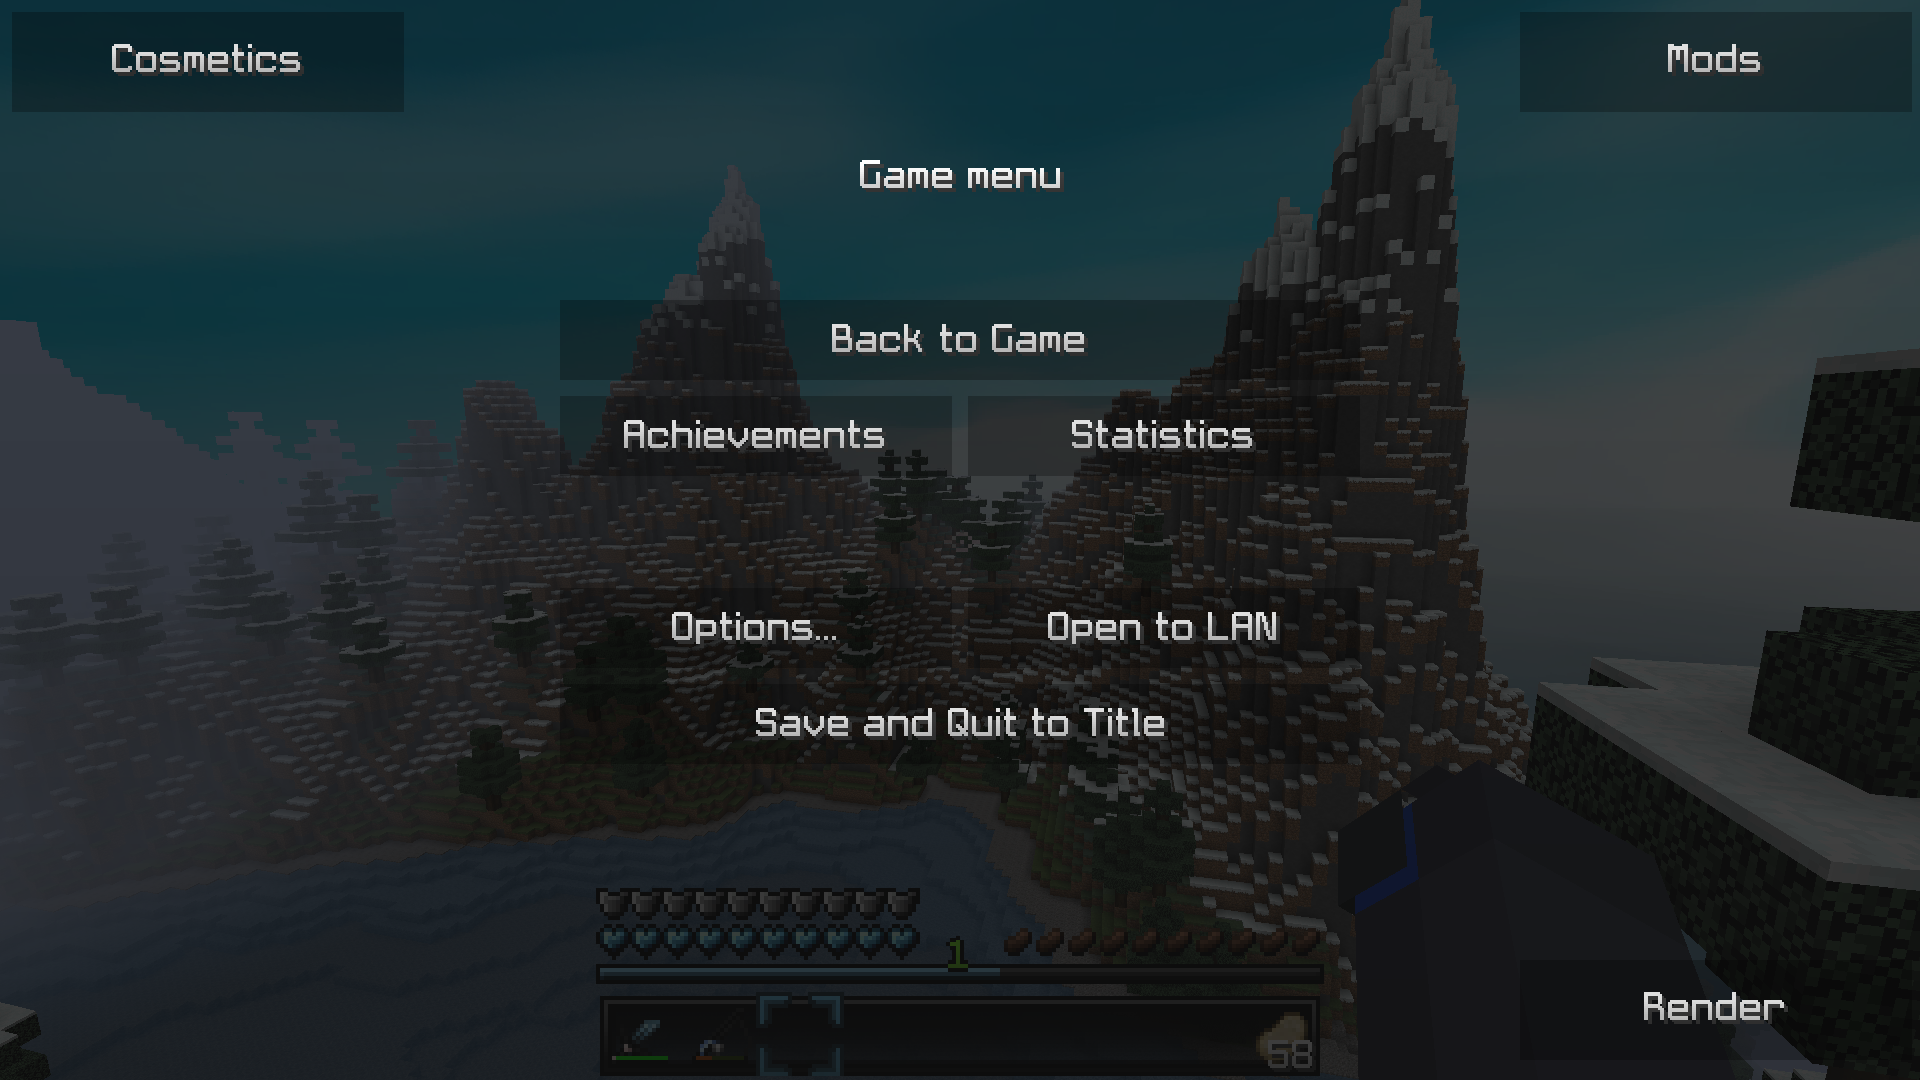 Cosmetics
Mods
Game menu
Back to Game
Achievements
Statistics
Options...
Open to LAN
Save and Quit to Title
1
58
Render